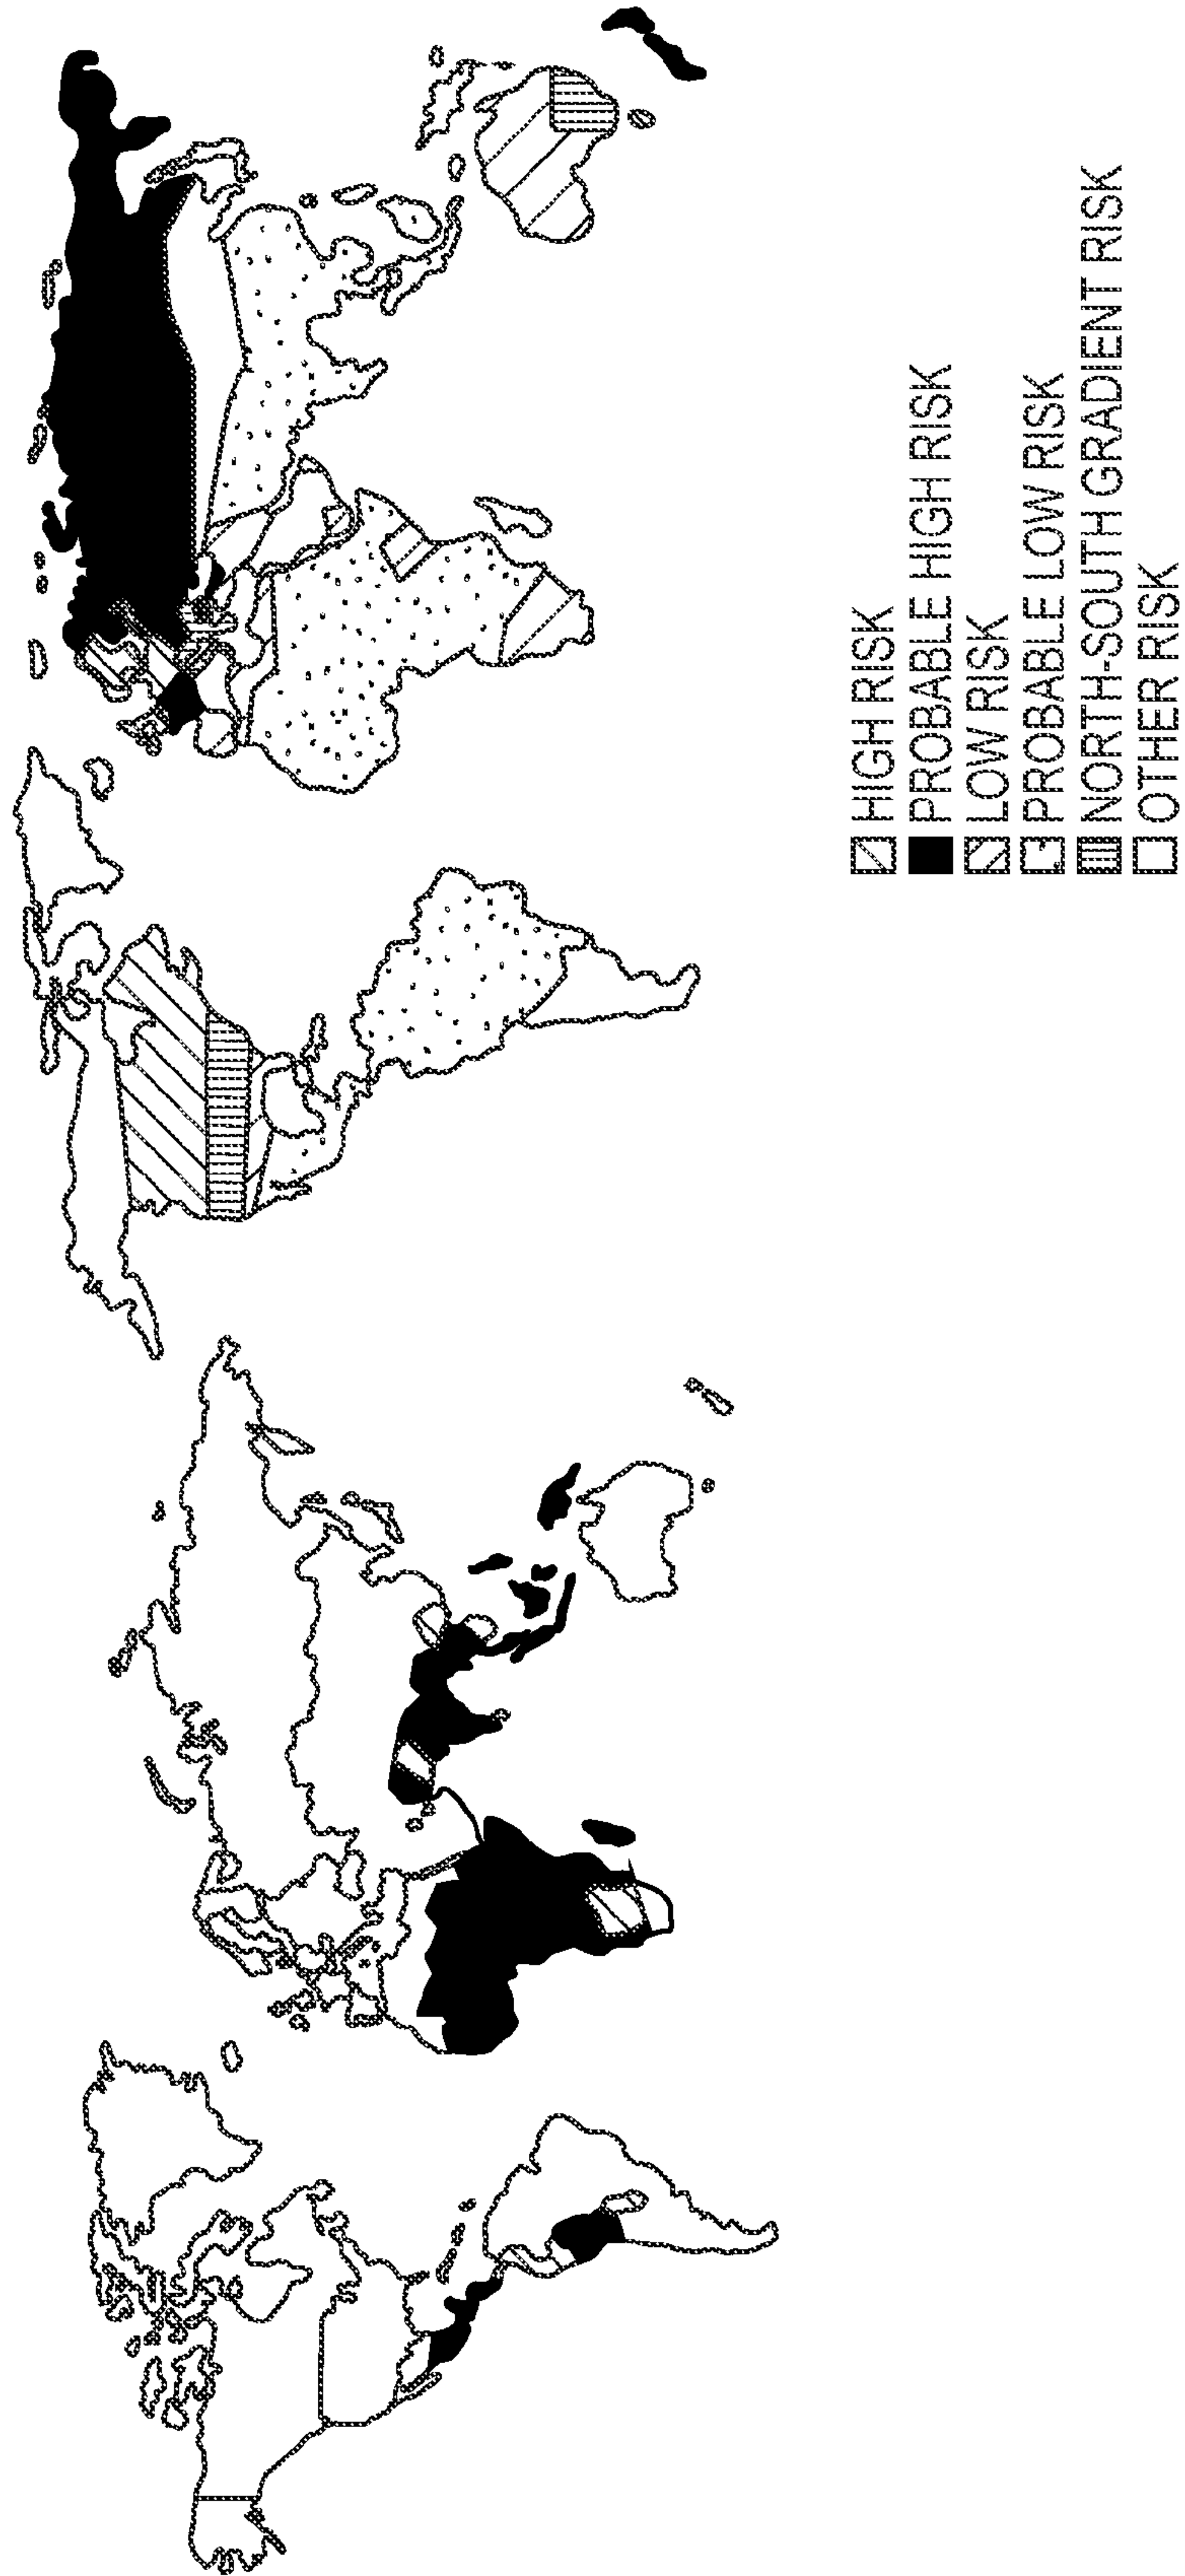 HIGH RISK
PROBABLE HIGH RISK
LOW RISK
PROBABLE LOW RISK
NORTH-SOUTH GRADIENT RISK
OTHER RISK